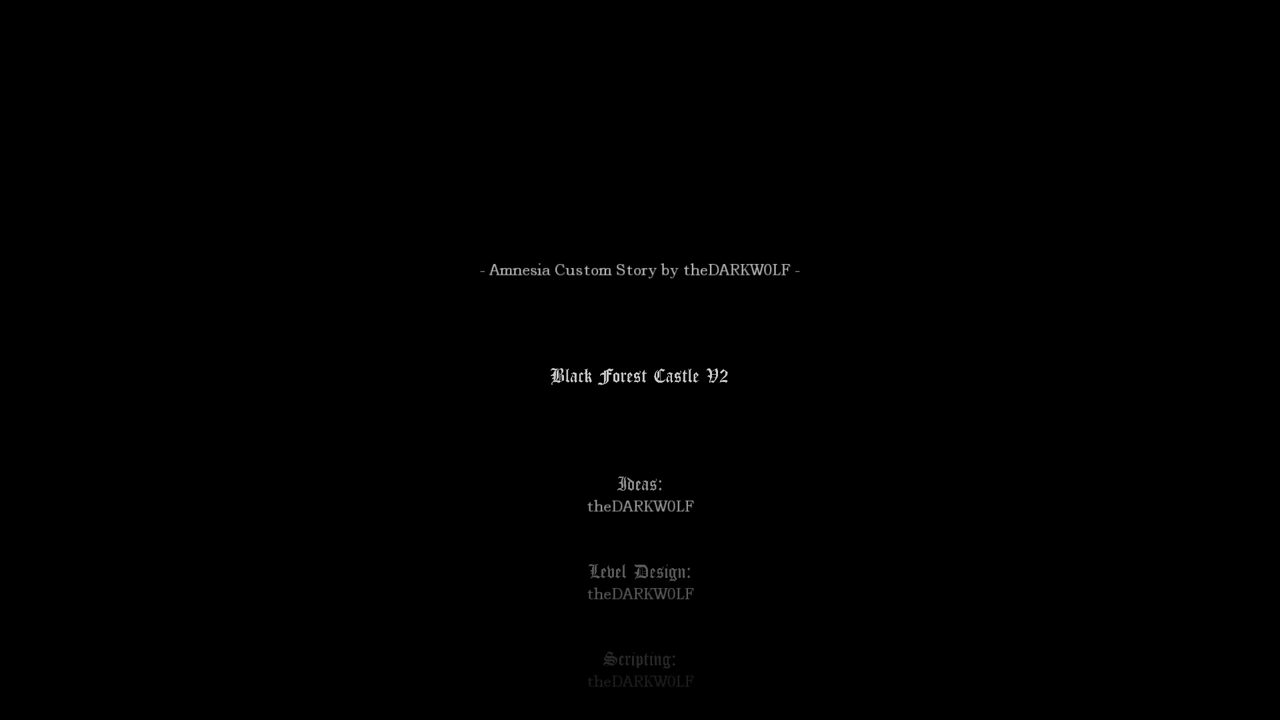 - Amnesia Custom Story by theDARKW0LF -
Black Forest Castle V2
Ideas:
theDARKW0LF
Level Design:
theDARKW0LF
Scripting:
theDARKW0LF